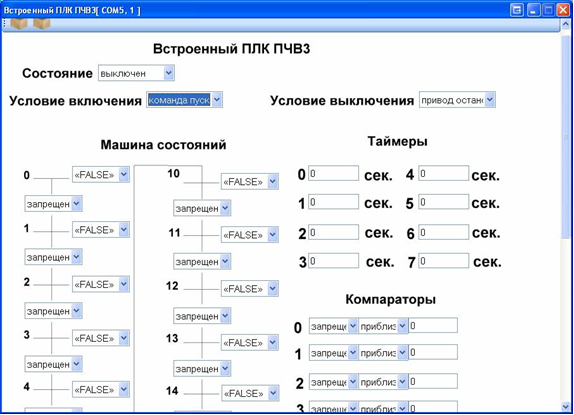 Встроенный ПЛК ПЧВ3[ COM5, 1 ]
Встроенный ПЛК ПЧВ3
Состояние выключен
Условие включения команда пуск Условие выключения привод остано
Машина состояний
Таймеры
0 «FALSE»
запрещен
1 «FALSE»
запрещен
2 «FALSE»
запрещен
3 «FALSE»
запрещен
4 «FALSE»
10 «FALSE»
запрещен
11 «FALSE»
запрещен
12 «FALSE»
запрещен
13 «FALSE»
запрещен
14 «FALSE»
0 0 сек. 4 0 сек.
1 0 сек. 5 0 сек.
2 0 сек. 6 0 сек.
3 0 сек. 7 0 сек.
Компараторы
0 запреще приблиз 0
1 запреще приблиз 0
2 запреще приблиз 0
3 запреще приблиз 0